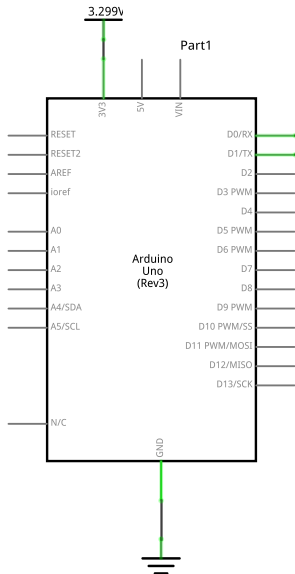 3.299V
Part1
3V3
5V
VIN
RESET
RESET2
AREF
ioref
A0
A1
A2
A3
A4/SDA
A5/SCL
N/C
Arduino
Uno
(Rev3)
D0/RX
D1/TX
D2
D3 PWM
D4
D5 PWM
D6 PWM
D7
D8
D9 PWM
D10 PWM/SS
D11 PWM/MOSI
D12/MISO
D13/SCK
GND